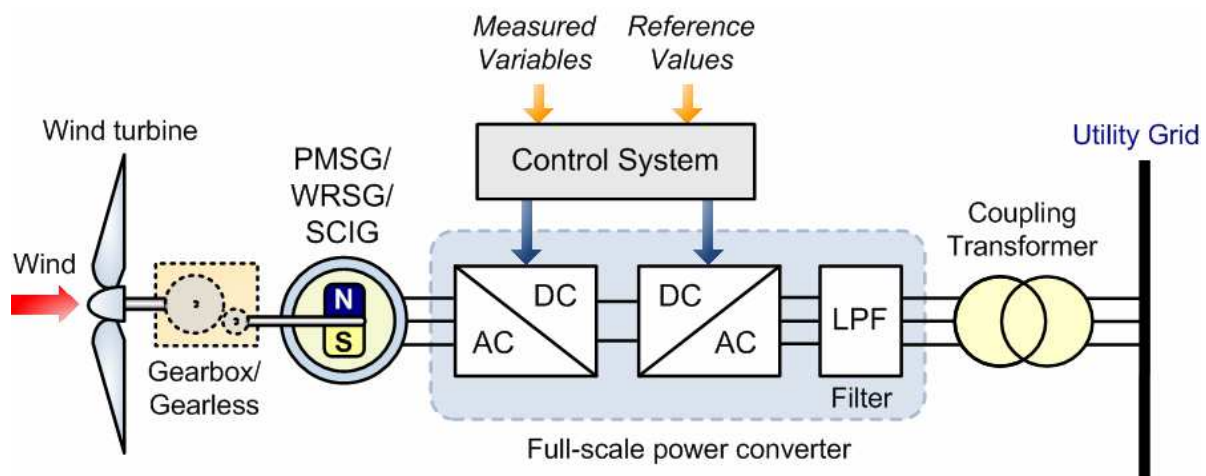 Measured
Variables
Reference
Values
Wind turbine
Control System
Utility Grid
PMSG/
WRSG/
SCIG
Coupling
Transformer
Wind
N
S
DC
AC
DC
AC
LPF
Gearbox/
Gearless
Filter
Full-scale power converter